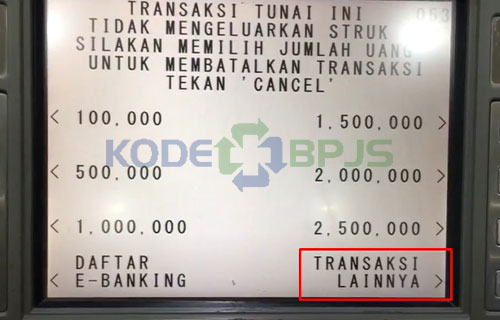 TRANSAKSI TUNAI INI 053
TIDAK MENGELUARKAN STRUK
SILAKAN MEMILIH JUMLAH UANG
UNTUK MEMBATALKAN TRANSAKSI
TEKAN 'CANCEL'
< 100,000 1,500,000 >
KODE BPJS
< 500,000 2,000,000 >
< 1,000,000 2,500,000 >
DAFTAR TRANSAKSI
< E-BANKING LAINNYA >